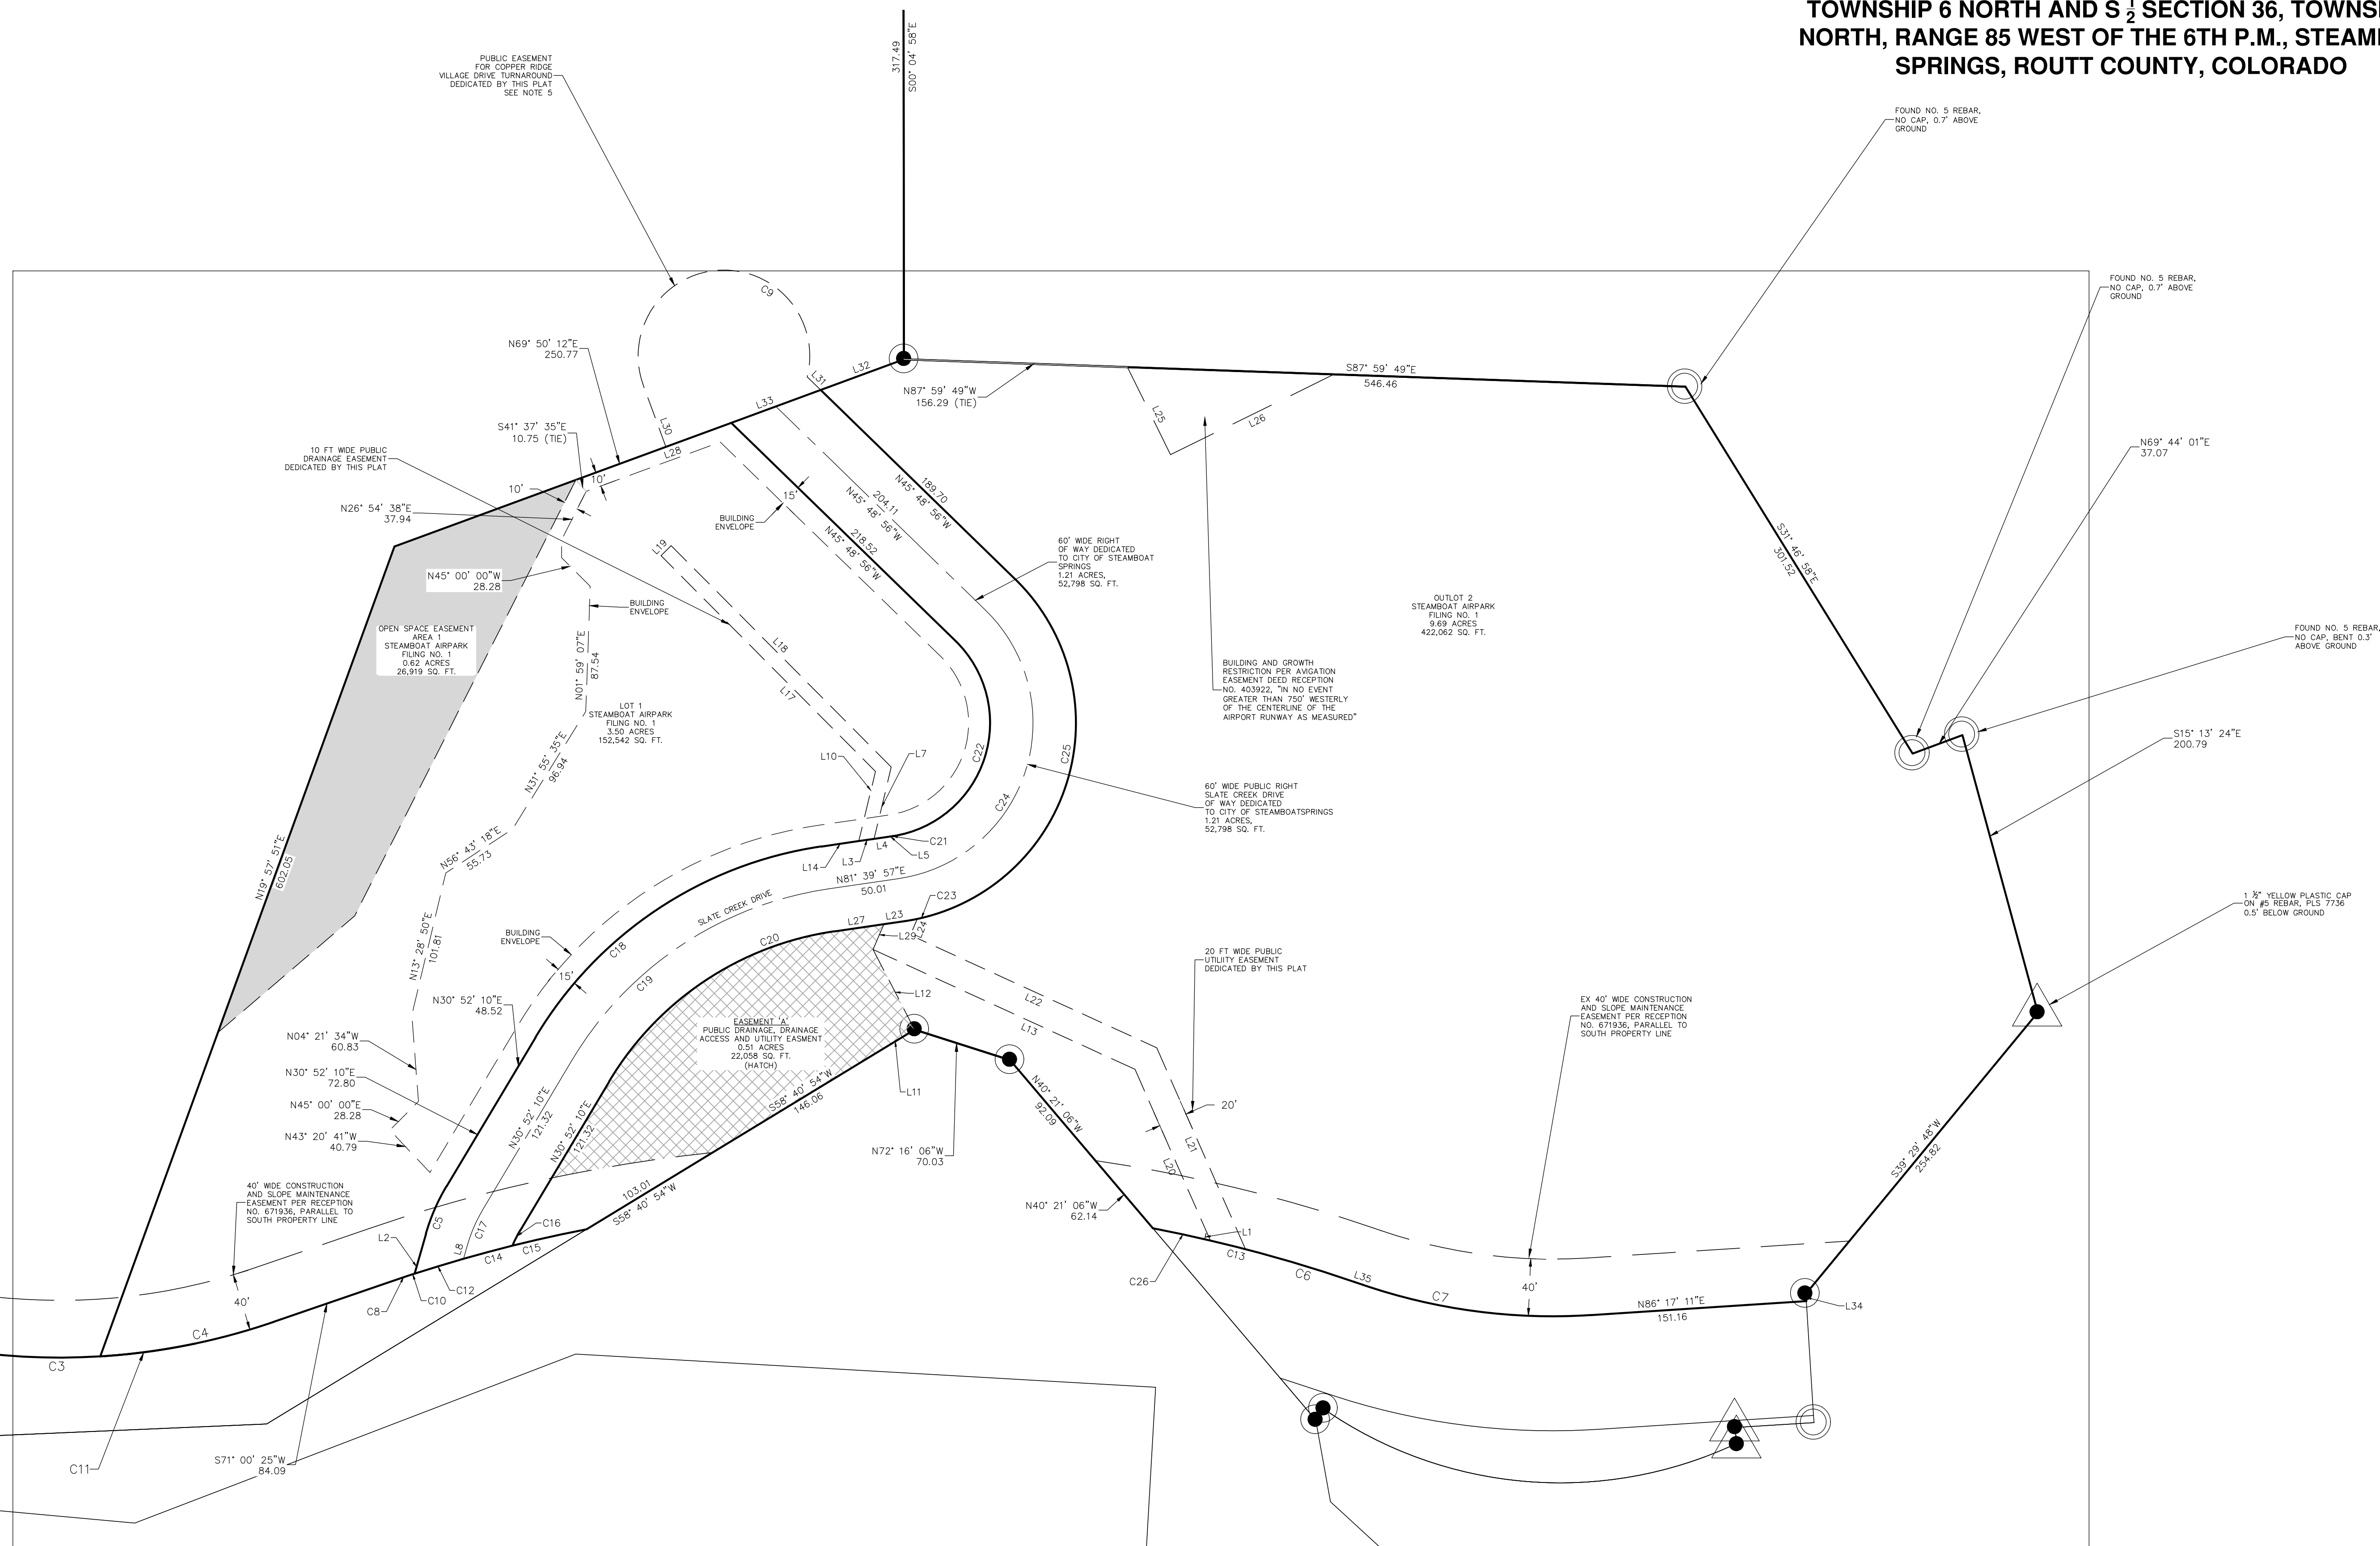 TOWNSHIP 6 NORTH AND S 1/2 SECTION 36, TOWNS
NORTH, RANGE 85 WEST OF THE 6TH P.M., STEAM
SPRINGS, ROUTT COUNTY, COLORADO
PUBLIC EASEMENT
FOR COPPER RIDGE
VILLAGE DRIVE TURNAROUND
DEDICATED BY THIS PLAT
SEE NOTE 5
317.49
S00° 04' 58"E
FOUND NO. 5 REBAR,
NO CAP, 0.7' ABOVE
GROUND
FOUND NO. 5 REBAR,
NO CAP, 0.7' ABOVE
GROUND
C9
N69° 50' 12"E
250.77
L31
L32
L33
L30
L28
N87° 59' 49"W
156.29 (TIE)
S87° 59' 49"E
546.46
L25
L26
S41° 37' 35"E
10.75 (TIE)
10 FT WIDE PUBLIC
DRAINAGE EASEMENT
DEDICATED BY THIS PLAT
10'
10'
N26° 54' 38"E
37.94
15'
BUILDING
ENVELOPE
189.70
N45° 48' 56"W
204.11
N45° 48' 56"W
218.52
N45° 48' 56"W
N69° 44' 01"E
37.07
S31° 46' 58"E
301.52
60' WIDE RIGHT
OF WAY DEDICATED
TO CITY OF STEAMBOAT
SPRINGS
1.21 ACRES,
52,798 SQ. FT.
L19
N45° 00' 00"W
28.28
BUILDING
ENVELOPE
OUTLOT 2
STEAMBOAT AIRPARK
FILING NO. 1
9.69 ACRES
422,062 SQ. FT.
OPEN SPACE EASEMENT
AREA 1
STEAMBOAT AIRPARK
FILING NO. 1
0.62 ACRES
26,919 SQ. FT.
N01° 59' 07"E
87.54
L18
L17
FOUND NO. 5 REBAR,
NO CAP, BENT 0.3'
ABOVE GROUND
BUILDING AND GROWTH
RESTRICTION PER AVIGATION
EASEMENT DEED RECEPTION
NO. 403922, "IN NO EVENT
GREATER THAN 750' WESTERLY
OF THE CENTERLINE OF THE
AIRPORT RUNWAY AS MEASURED"
LOT 1
STEAMBOAT AIRPARK
FILING NO. 1
3.50 ACRES
152,542 SQ. FT.
S15° 13' 24"E
200.79
N31° 55' 35"E
96.94
L10
L7
C22
C25
C24
60' WIDE PUBLIC RIGHT
SLATE CREEK DRIVE
OF WAY DEDICATED
TO CITY OF STEAMBOATSPRINGS
1.21 ACRES,
52,798 SQ. FT.
N56° 43' 18"E
55.73
L14
L3
L4
C21
L5
N19° 57' 51"E
602.05
N81° 39' 57"E
50.01
SLATE CREEK DRIVE
C23
L27
L23
L24
L29
1 ½" YELLOW PLASTIC CAP
ON #5 REBAR, PLS 7736
0.5' BELOW GROUND
N13° 28' 50"E
101.81
BUILDING
ENVELOPE
15'
C18
C20
C19
20 FT WIDE PUBLIC
UTILIITY EASEMENT
DEDICATED BY THIS PLAT
N30° 52' 10"E
48.52
L12
L22
L13
EX 40' WIDE CONSTRUCTION
AND SLOPE MAINTENANCE
EASEMENT PER RECEPTION
NO. 671936, PARALLEL TO
SOUTH PROPERTY LINE
EASEMENT 'A'
PUBLIC DRAINAGE, DRAINAGE
ACCESS AND UTILITY EASMENT
0.51 ACRES
22,058 SQ. FT.
(HATCH)
N04° 21' 34"W
60.83
N30° 52' 10"E
72.80
N45° 00' 00"E
28.28
N43° 20' 41"W
40.79
N30° 52' 10"E
121.32
N30° 52' 10"E
121.32
S58° 40' 54"W
146.06
L11
N40° 21' 06"W
92.09
20'
N72° 16' 06"W
70.03
L21
L20
S39° 29' 48"W
254.82
40' WIDE CONSTRUCTION
AND SLOPE MAINTENANCE
EASEMENT PER RECEPTION
NO. 671936, PARALLEL TO
SOUTH PROPERTY LINE
103.01
S58° 40' 54"W
N40° 21' 06"W
62.14
C5
C17
C16
L2
L8
C15
C14
C12
C10
C8
L1
C13
C26
C6
L35
C7
40'
40'
N86° 17' 11"E
151.16
L34
C4
C3
C11
S71° 00' 25"W
84.09